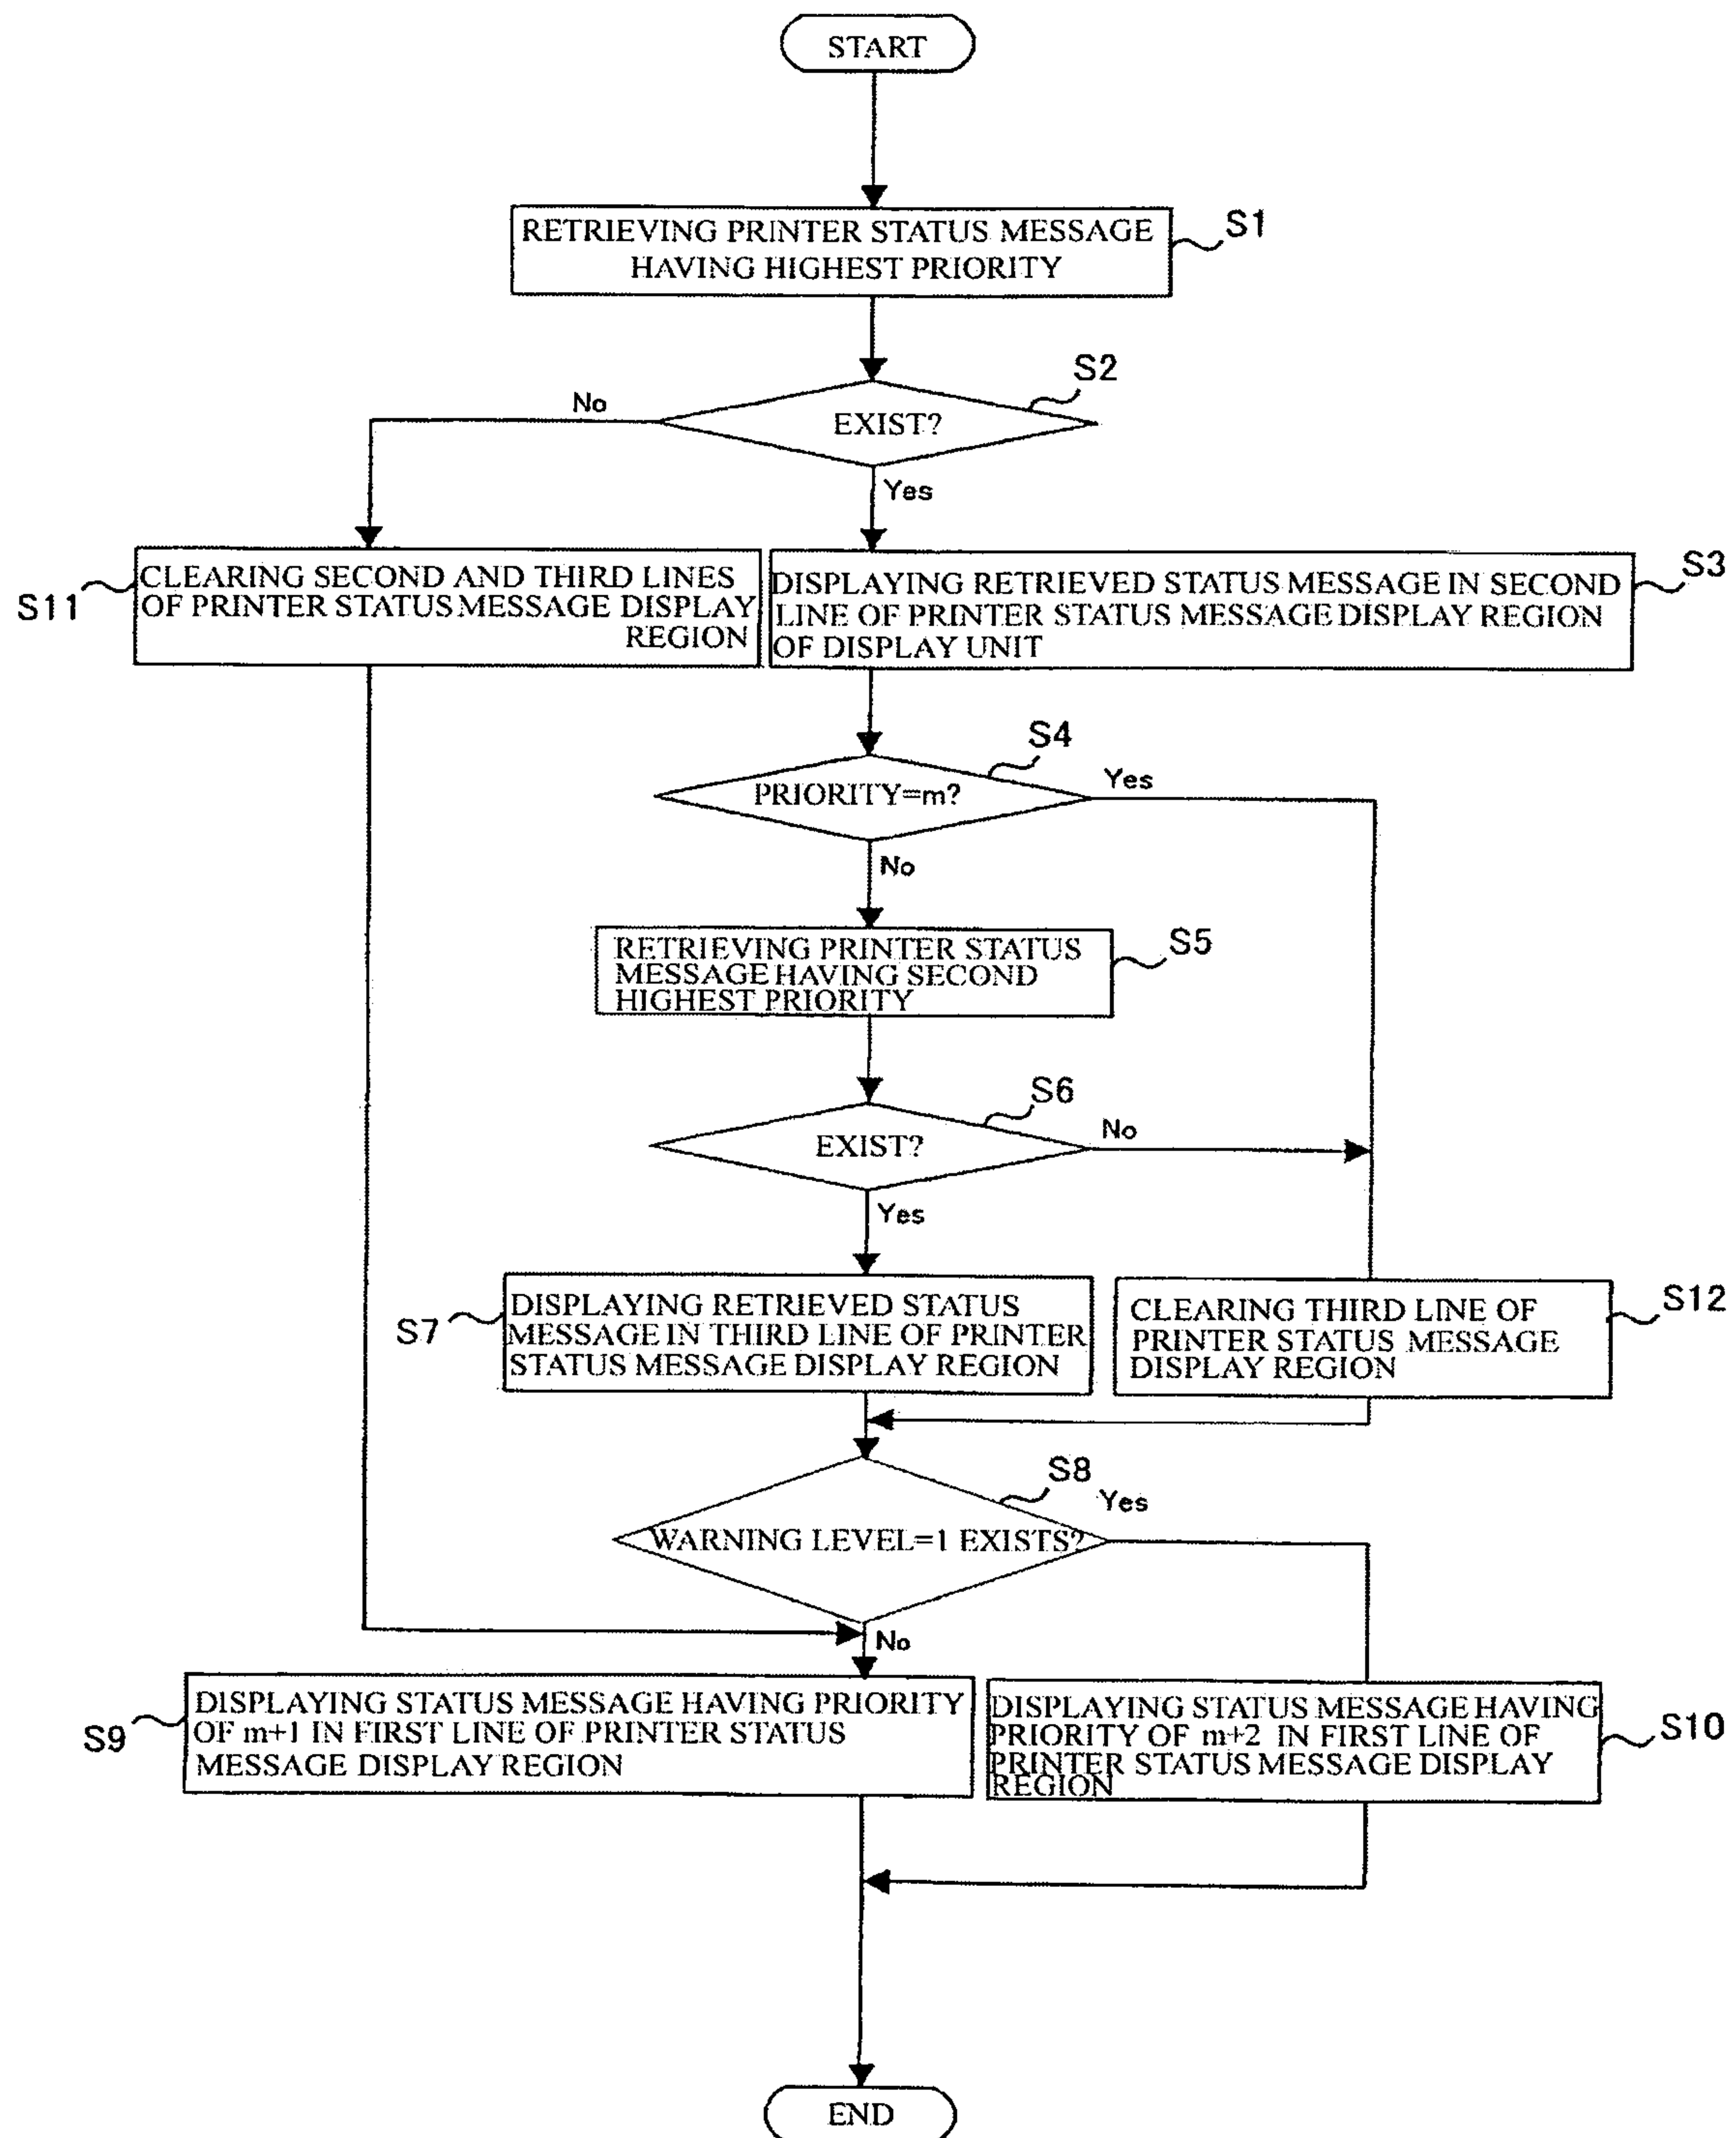 START
RETRIEVING PRINTER STATUS MESSAGE
HAVING HIGHEST PRIORITY
S1
S2
No
EXIST?
Yes
S11
CLEARING SECOND AND THIRD LINES
OF PRINTER STATUS MESSAGE DISPLAY
REGION
DISPLAYING RETRIEVED STATUS MESSAGE IN SECOND
LINE OF PRINTER STATUS MESSAGE DISPLAY REGION
OF DISPLAY UNIT
S3
S4
PRIORITY=m?
Yes
No
RETRIEVING PRINTER STATUS
MESSAGE HAVING SECOND
HIGHEST PRIORITY
S5
S6
EXIST?
No
Yes
S7
DISPLAYING RETRIEVED STATUS
MESSAGE IN THIRD LINE OF PRINTER
STATUS MESSAGE DISPLAY REGION
CLEARING THIRD LINE OF
PRINTER STATUS MESSAGE
DISPLAY REGION
S12
S8
Yes
WARNING LEVEL=1 EXISTS?
No
S9
DISPLAYING STATUS MESSAGE HAVING PRIORITY
OF m+1 IN FIRST LINE OF PRINTER STATUS
MESSAGE DISPLAY REGION
DISPLAYING STATUS MESSAGE HAVING
PRIORITY OF m+2 IN FIRST LINE OF
PRINTER STATUS MESSAGE DISPLAY
REGION
S10
END